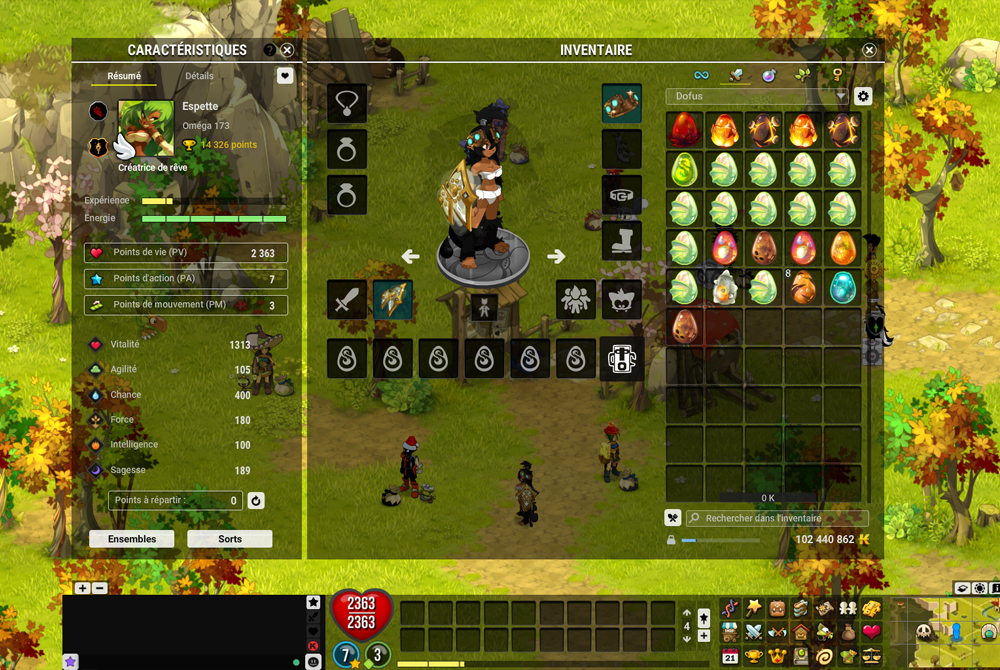 CARACTÉRISTIQUES
?
Résumé
Détails
Espette
Oméga 173
14 326 points
Créatrice de rêve
Expérience
Énergie
Points de vie (PV)
2 363
Points d'action (PA)
7
Points de mouvement (PM)
3
Vitalité
1313
Agilité
105
Chance
400
Force
180
Intelligence
100
Sagesse
189
Points à répartir :
0
Ensembles
Sorts
INVENTAIRE
Dofus
8
0 K
Rechercher dans l'inventaire
102 440 862 K
2363
2363
7
3
4
21